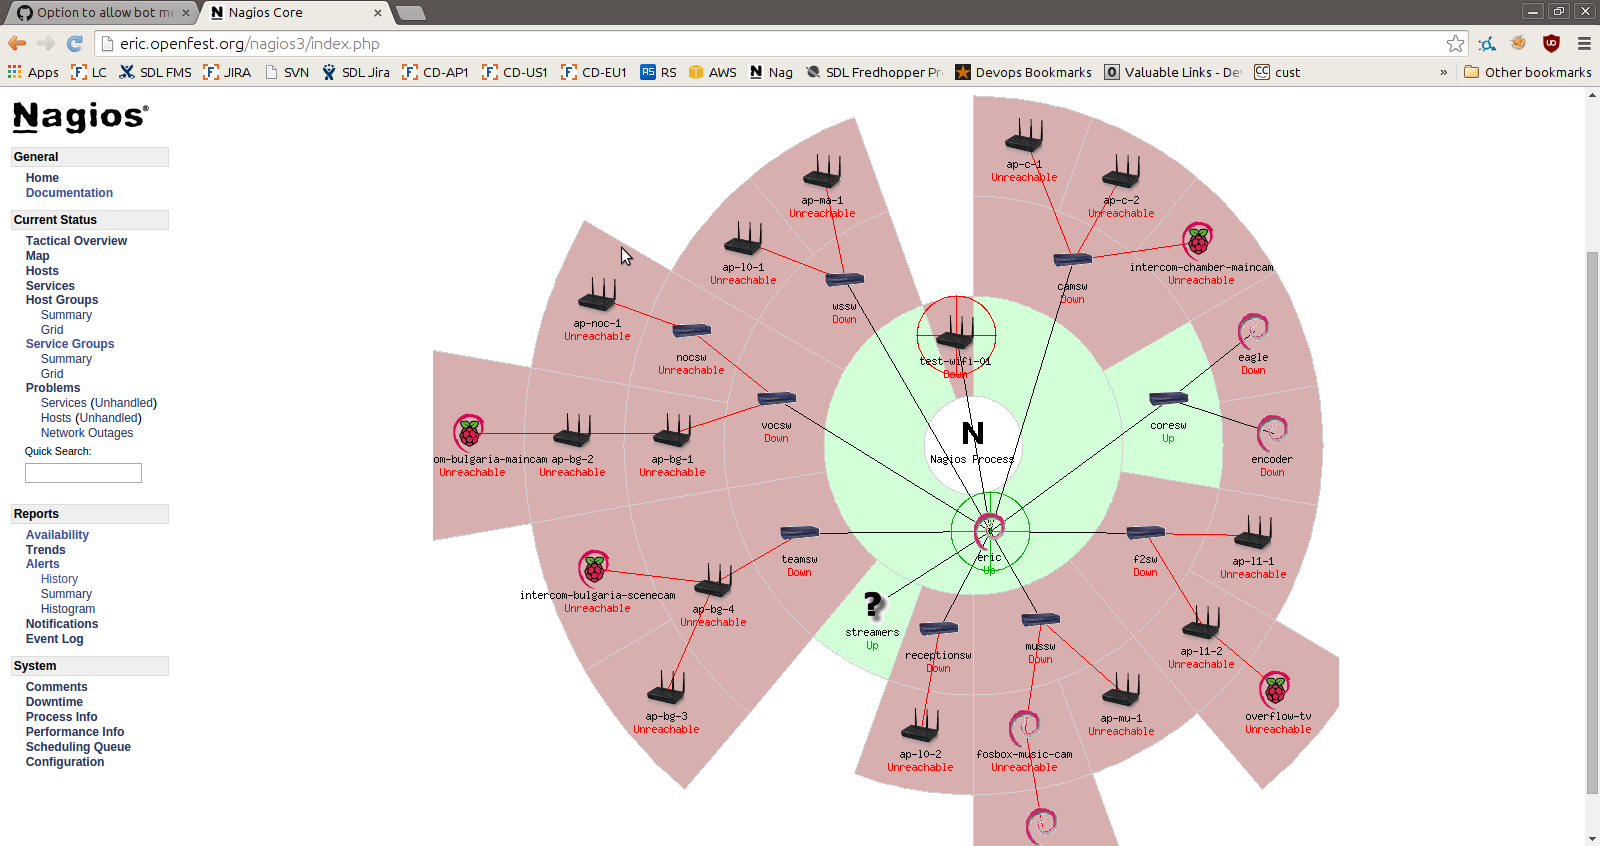 Option to allow bot me
Nagios Core
eric.openfest.org/nagios3/index.php
Apps
LC
SDL FMS
JIRA
SVN
SDL Jira
CD-AP1
CD-US1
CD-EU1
RS
AWS
Nag
SDL Fredhopper Pr
Devops Bookmarks
Valuable Links - De
cust
»
Other bookmarks
Nagios®
General
Home
Documentation
Current Status
Tactical Overview
Map
Hosts
Services
Host Groups
Summary
Grid
Service Groups
Summary
Grid
Problems
Services (Unhandled)
Hosts (Unhandled)
Network Outages
Quick Search:
Reports
Availability
Trends
Alerts
History
Summary
Histogram
Notifications
Event Log
System
Comments
Downtime
Process Info
Performance Info
Scheduling Queue
Configuration
ap-c-1
Unreachable
ap-c-2
Unreachable
ap-ma-1
Unreachable
ap-l0-1
Unreachable
intercom-chamber-maincam
Unreachable
camsw
Down
wssw
Down
ap-noc-1
Unreachable
nocsw
Unreachable
test-wifi-01
Down
eagle
Down
vocsw
Down
coresw
Up
N
Nagios Process
om-bulgaria-maincam
Unreachable
ap-bg-2
Unreachable
ap-bg-1
Unreachable
encoder
Down
teamsw
Down
eric
Up
f2sw
Down
ap-l1-1
Unreachable
intercom-bulgaria-scenecam
Unreachable
ap-bg-4
Unreachable
?
streamers
Up
receptionsw
Down
mussw
Down
ap-l1-2
Unreachable
ap-bg-3
Unreachable
ap-l0-2
Unreachable
fosbox-music-cam
Unreachable
ap-mu-1
Unreachable
overflow-tv
Unreachable